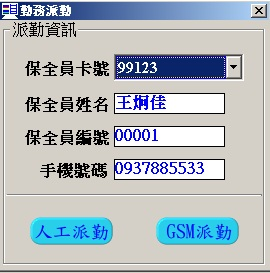 勤務派勤
派勤資訊
保全員卡號 99123
保全員姓名 王炯佳
保全員編號 00001
手機號碼 0937885533
人工派勤 GSM派勤